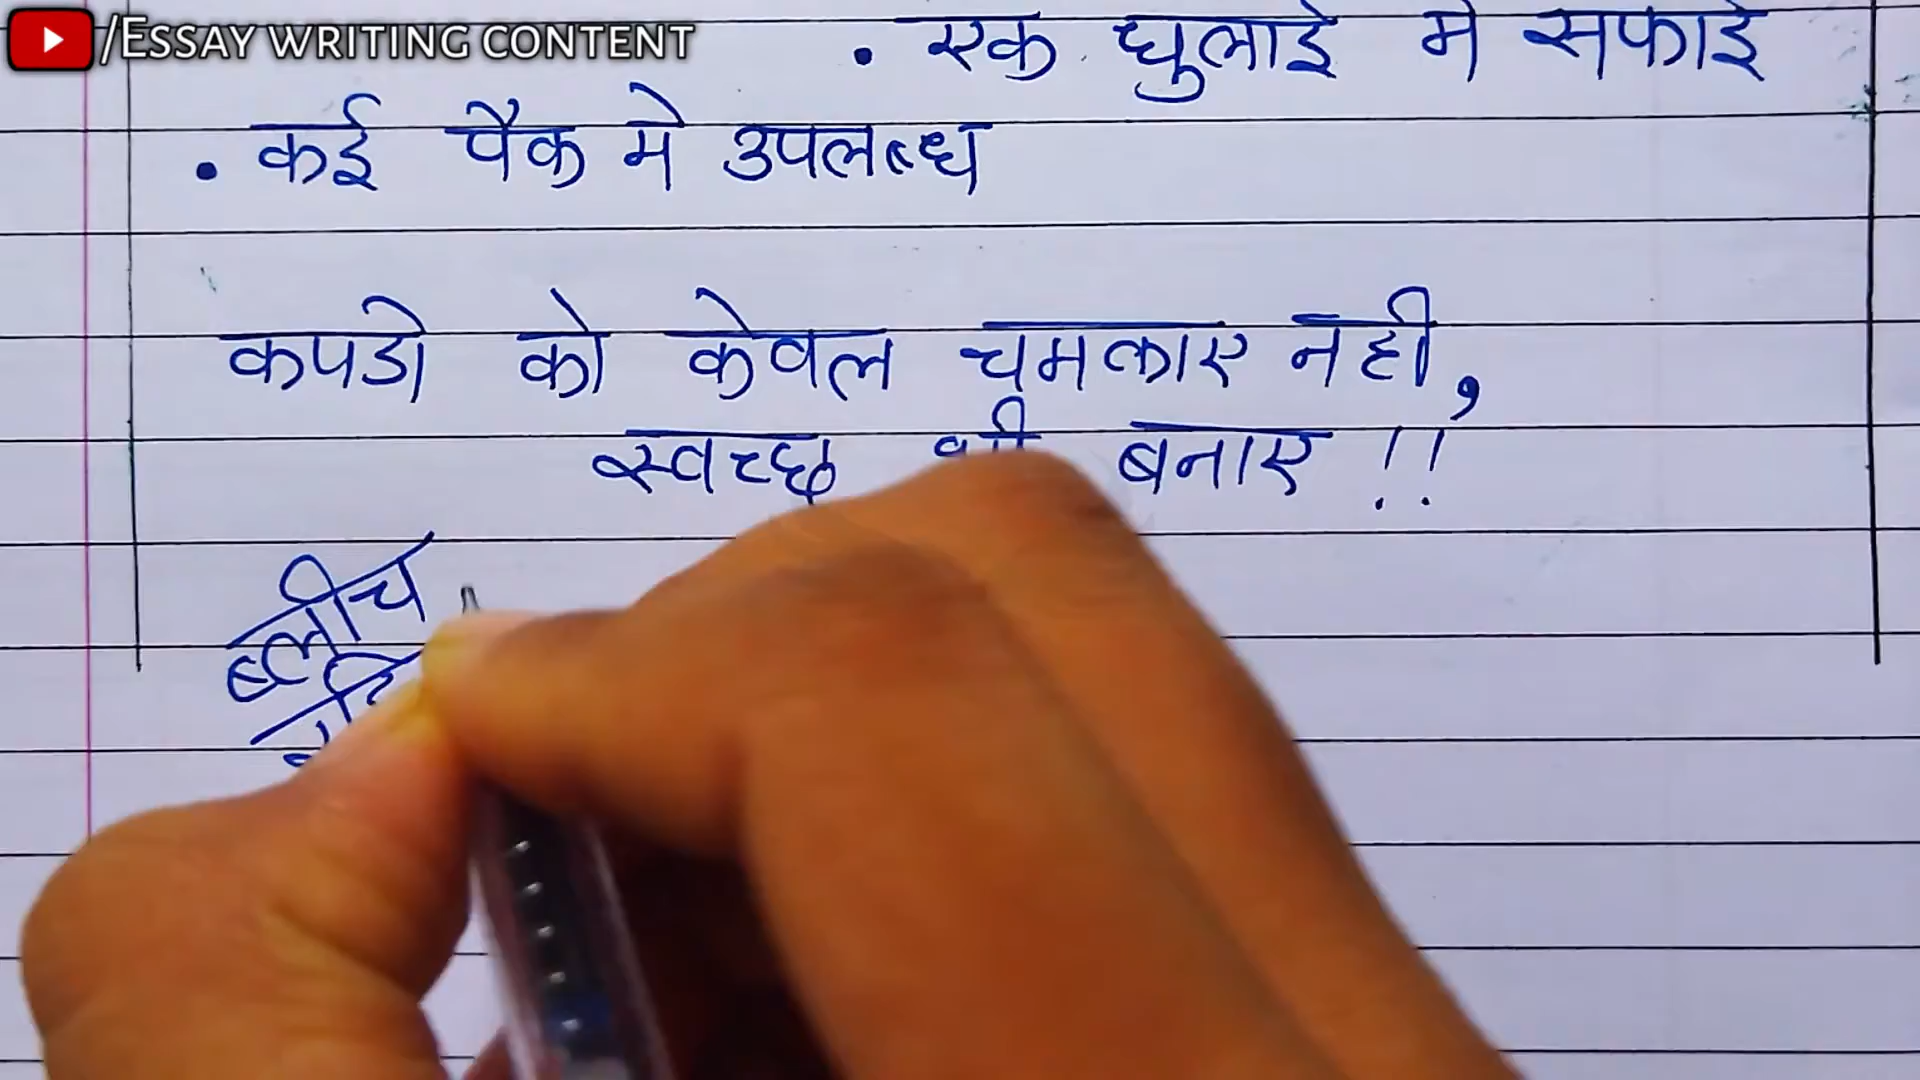 /ESSAY WRITING CONTENT
. एक धुलाई मे सफाई
. कई पैक मे उपलब्ध
कपडो को केवल चमकाए नही,
स्वच्छ भी बनाए !!
ब्लीच